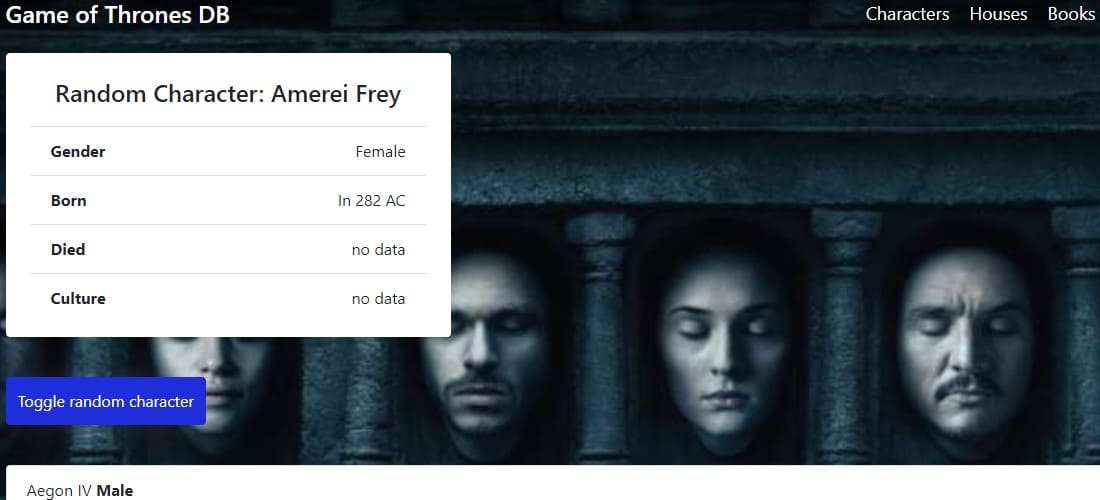 Game of Thrones DB
Characters Houses Books
Random Character: Amerei Frey
Gender Female
Born In 282 AC
Died no data
Culture no data
Toggle random character
Aegon IV Male